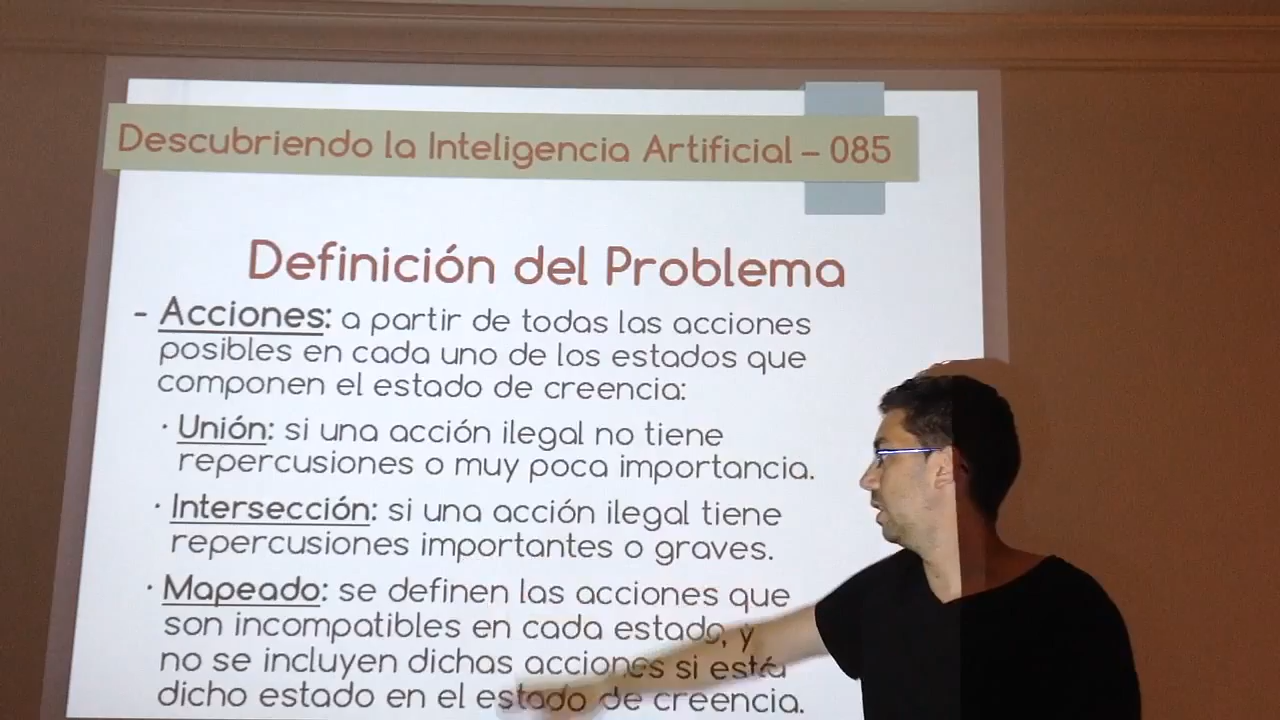 Descubriendo la Inteligencia Artificial – 085
Definición del Problema
- Acciones: a partir de todas las acciones
posibles en cada uno de los estados que
componen el estado de creencia:
· Unión: si una acción ilegal no tiene
repercusiones o muy poca importancia.
· Intersección: si una acción ilegal tiene
repercusiones importantes o graves.
· Mapeado: se definen las acciones que
son incompatibles en cada estado, y
no se incluyen dichas acciones si está
dicho estado en el estado de creencia.